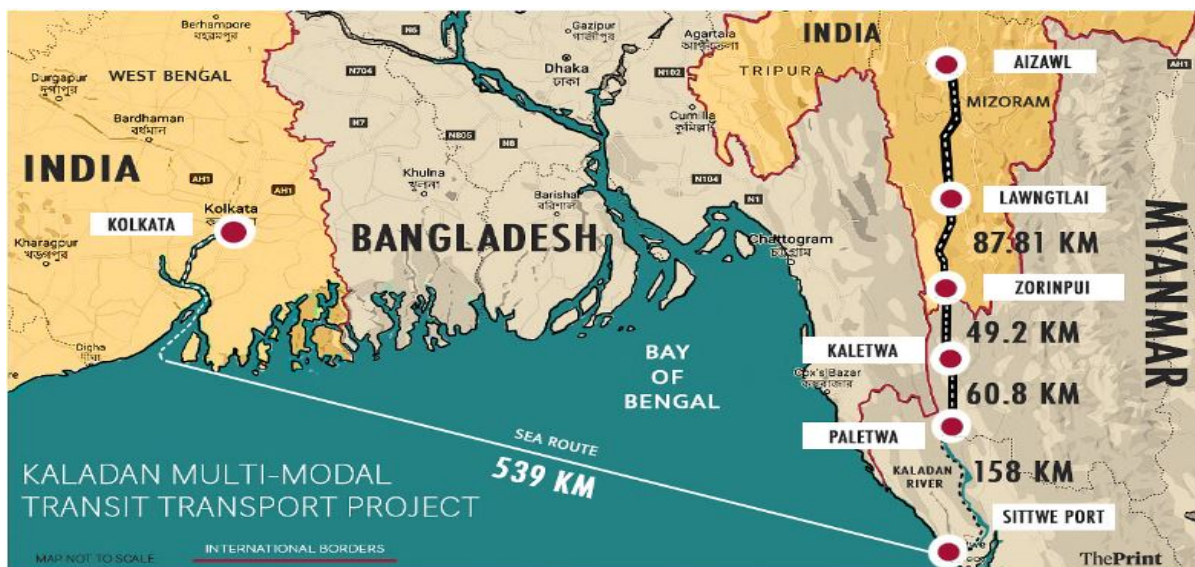 Berhampore
বহরমপুর
WEST BENGAL
Durgapur
দুর্গাপুর
Bardhaman
বর্ধমান
INDIA
AH1
AH1
KOLKATA
Kolkata
Kharagpur
খড়গপুর
Digha
দীঘা
N6
N704
N7
N805
N8
Gazipur
গাজীপুর
Dhaka
ঢাকা
N102
Khulna
খুলনা
Barishal
বরিশাল
N104
N1
BANGLADESH
Chattogram
চট্টগ্রাম
Agartala
INDIA
TRIPURA
Cumilla
কুমিল্লা
AIZAWL
MIZORAM
AH1
LAWNGTLAI
87.81 KM
ZORINPUI
49.2 KM
KALETWA
60.8 KM
PALETWA
158 KM
KALADAN
RIVER
SITTWE PORT
MYANMAR
Cox's Bazar
কক্সবাজার
BAY
OF
BENGAL
SEA ROUTE
539 KM
KALADAN MULTI-MODAL
TRANSIT TRANSPORT PROJECT
MAP NOT TO SCALE
INTERNATIONAL BORDERS
ThePrint